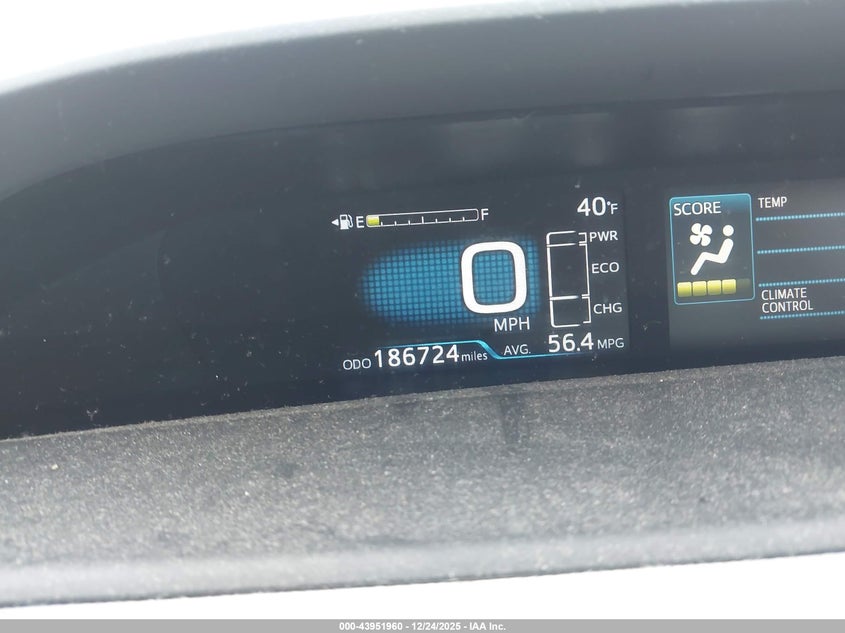 E F 40°F
0
MPH
PWR
ECO
CHG
ODO 186724 miles AVG. 56.4 MPG
SCORE
TEMP
CLIMATE
CONTROL
000-43951960 - 12/24/2025 - IAA Inc.